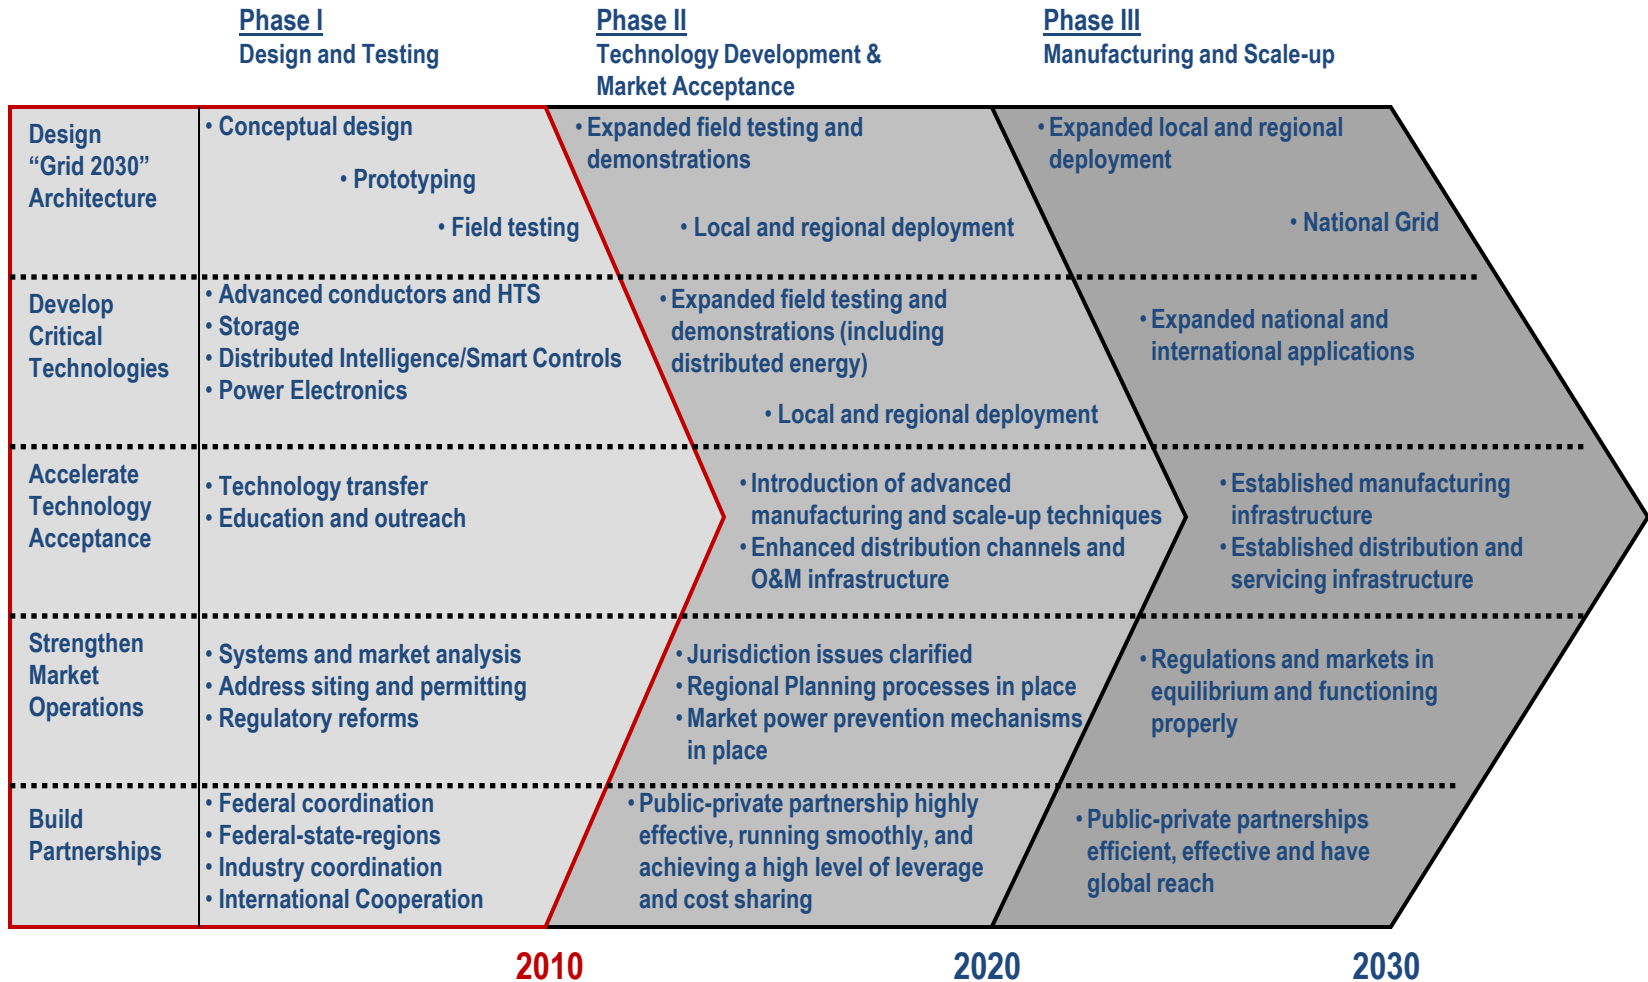 Phase I
Design and Testing
Phase II
Technology Development &
Market Acceptance
Phase III
Manufacturing and Scale-up
Design
“Grid 2030”
Architecture
• Conceptual design
• Prototyping
• Field testing
• Expanded field testing and
demonstrations
• Local and regional deployment
• Expanded local and regional
deployment
• National Grid
Develop
Critical
Technologies
• Advanced conductors and HTS
• Storage
• Distributed Intelligence/Smart Controls
• Power Electronics
• Expanded field testing and
demonstrations (including
distributed energy)
• Local and regional deployment
• Expanded national and
international applications
Accelerate
Technology
Acceptance
• Technology transfer
• Education and outreach
• Introduction of advanced
manufacturing and scale-up techniques
• Enhanced distribution channels and
O&M infrastructure
• Established manufacturing
infrastructure
• Established distribution and
servicing infrastructure
Strengthen
Market
Operations
• Systems and market analysis
• Address siting and permitting
• Regulatory reforms
• Jurisdiction issues clarified
• Regional Planning processes in place
• Market power prevention mechanisms
in place
• Regulations and markets in
equilibrium and functioning
properly
Build
Partnerships
• Federal coordination
• Federal-state-regions
• Industry coordination
• International Cooperation
• Public-private partnership highly
effective, running smoothly, and
achieving a high level of leverage
and cost sharing
• Public-private partnerships
efficient, effective and have
global reach
2010
2020
2030